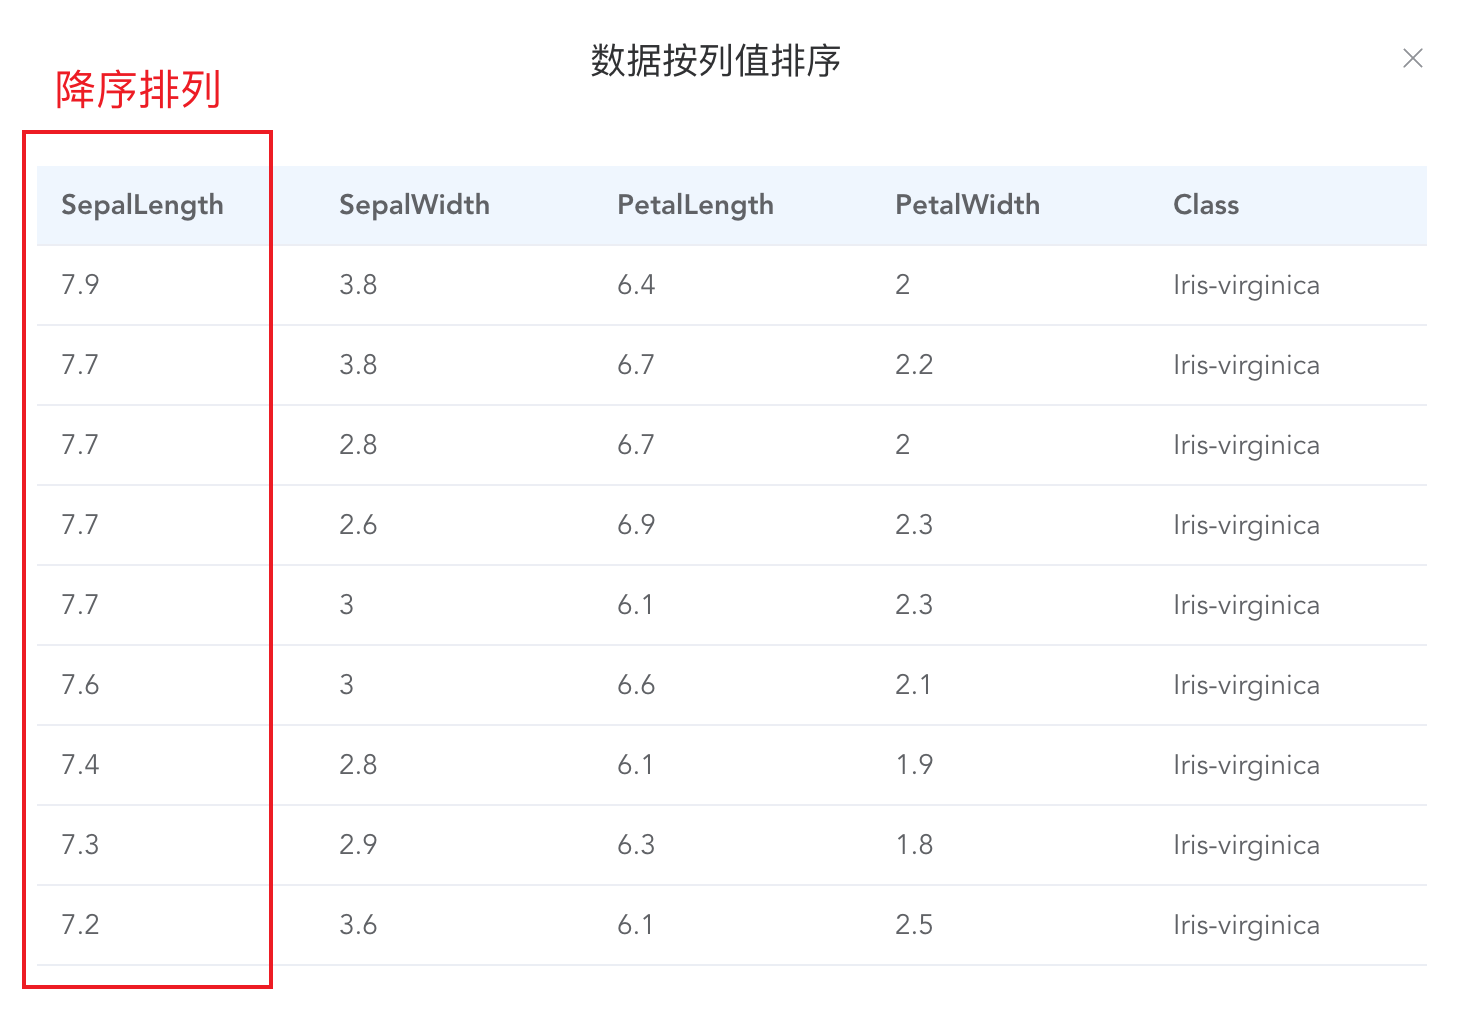 数据按列值排序
降序排列
SepalLength SepalWidth PetalLength PetalWidth Class
7.9 3.8 6.4 2 Iris-virginica
7.7 3.8 6.7 2.2 Iris-virginica
7.7 2.8 6.7 2 Iris-virginica
7.7 2.6 6.9 2.3 Iris-virginica
7.7 3 6.1 2.3 Iris-virginica
7.6 3 6.6 2.1 Iris-virginica
7.4 2.8 6.1 1.9 Iris-virginica
7.3 2.9 6.3 1.8 Iris-virginica
7.2 3.6 6.1 2.5 Iris-virginica